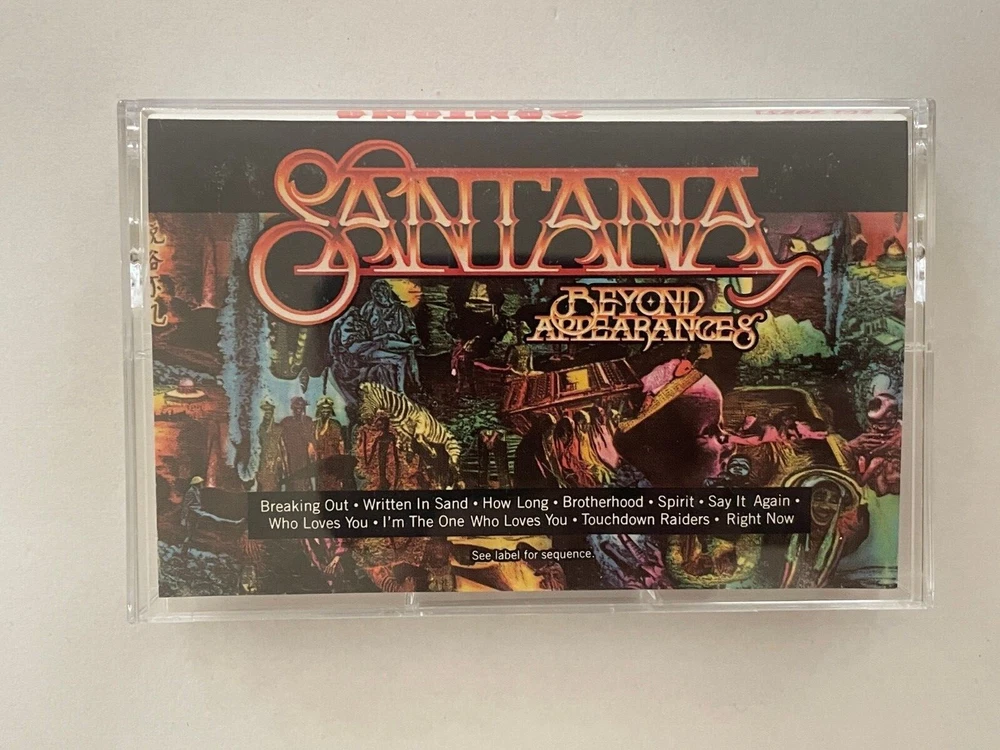 SANTANA
BEYOND
APPEARANCES
Breaking Out • Written In Sand • How Long • Brotherhood • Spirit • Say It Again •
Who Loves You • I'm The One Who Loves You • Touchdown Raiders • Right Now
See label for sequence.